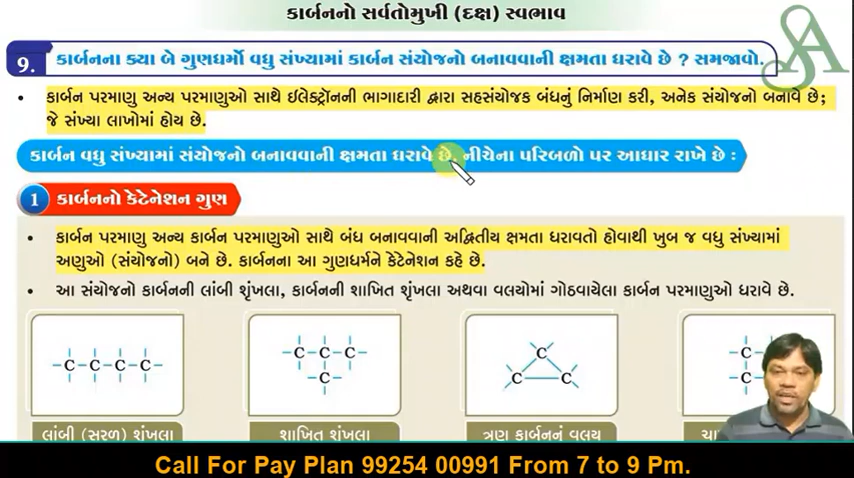 કાર્બનનો સર્વતોમુખી (દક્ષ) સ્વભાવ
9. કાર્બનના ક્યા બે ગુણધર્મો વધુ સંખ્યામાં કાર્બન સંયોજનો બનાવવાની ક્ષમતા ધરાવે છે ? સમજાવો.
• કાર્બન પરમાણુ અન્ય પરમાણુઓ સાથે ઈલેક્ટ્રૉનની ભાગાદારી દ્વારા સહસંયોજક બંધનું નિર્માણ કરી, અનેક સંયોજનો બનાવે છે;
જે સંખ્યા લાખોમાં હોય છે.
કાર્બન વધુ સંખ્યામાં સંયોજનો બનાવવાની ક્ષમતા ધરાવે છે. નીચેના પરિબળો પર આધાર રાખે છે :
1 કાર્બનનો કેટેનેશન ગુણ
• કાર્બન પરમાણુ અન્ય કાર્બન પરમાણુઓ સાથે બંધ બનાવવાની અદ્વિતીય ક્ષમતા ધરાવતો હોવાથી ખુબ જ વધુ સંખ્યામાં
અણુઓ (સંયોજનો) બને છે. કાર્બનના આ ગુણધર્મને કેટેનેશન કહે છે.
• આ સંયોજનો કાર્બનની લાંબી શૃંખલા, કાર્બનની શાખિત શૃંખલા અથવા વલયોમાં ગોઠવાયેલા કાર્બન પરમાણુઓ ધરાવે છે.
C C C C
C C C
C
C
C C
C
C
લાંબી (સરળ) શૃંખલા
શાખિત શૃંખલા
ત્રણ કાર્બનનું વલય
Call For Pay Plan 99254 00991 From 7 to 9 Pm.